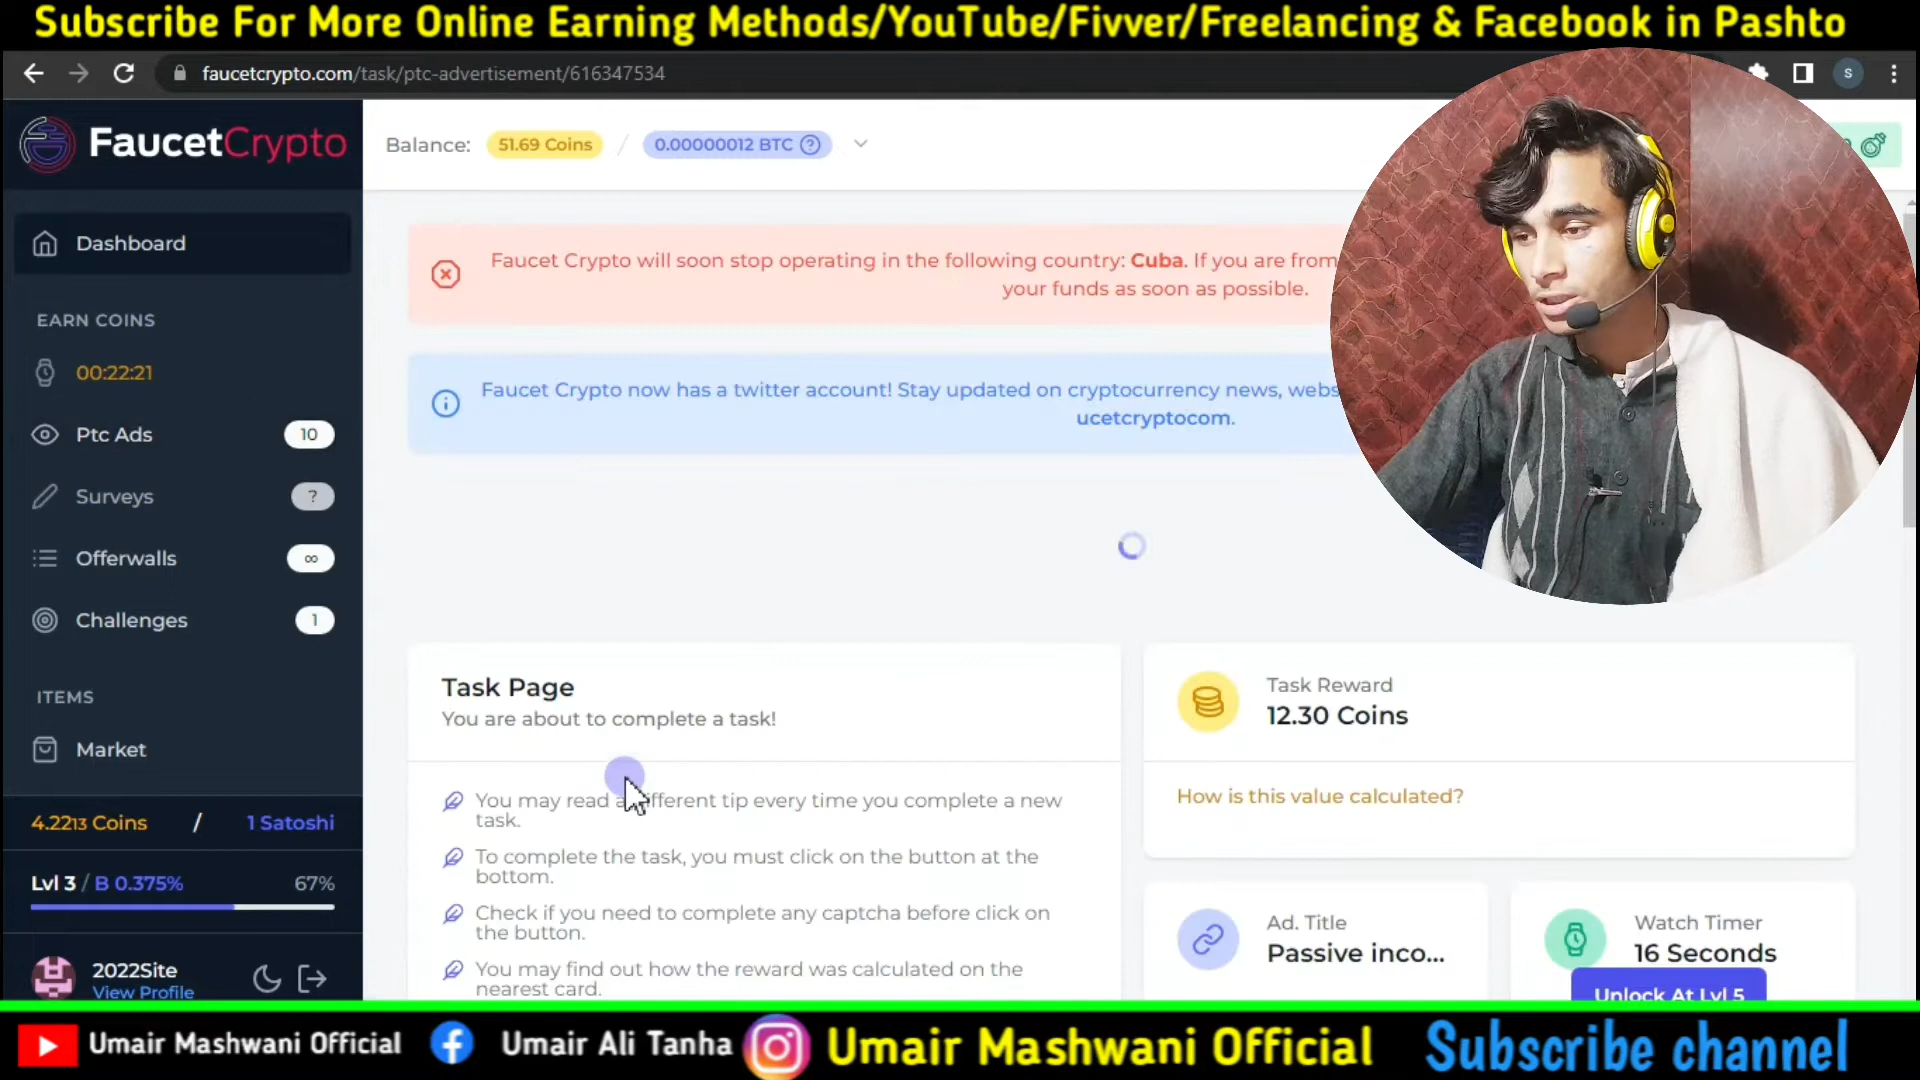 Subscribe For More Online Earning Methods/YouTube/Fivver/Freelancing & Facebook in Pashto
faucetcrypto.com/task/ptc-advertisement/616347534
S
FaucetCrypto
Balance: 51.69 Coins / 0.00000012 BTC
Dashboard
EARN COINS
00:22:21
Ptc Ads 10
Surveys ?
Offerwalls ∞
Challenges 1
ITEMS
Market
4.2213 Coins / 1 Satoshi
Lvl 3 / B 0.375% 67%
2022Site
View Profile
Faucet Crypto will soon stop operating in the following country: Cuba. If you are from
your funds as soon as possible.
Faucet Crypto now has a twitter account! Stay updated on cryptocurrency news, webs
ucetcryptocom.
Task Page
You are about to complete a task!
You may read a different tip every time you complete a new
task.
To complete the task, you must click on the button at the
bottom.
Check if you need to complete any captcha before click on
the button.
You may find out how the reward was calculated on the
nearest card.
Task Reward
12.30 Coins
How is this value calculated?
Ad. Title
Passive inco...
Watch Timer
16 Seconds
Unlock At Lvl 5
Umair Mashwani Official
Umair Ali Tanha
Umair Mashwani Official
Subscribe channel